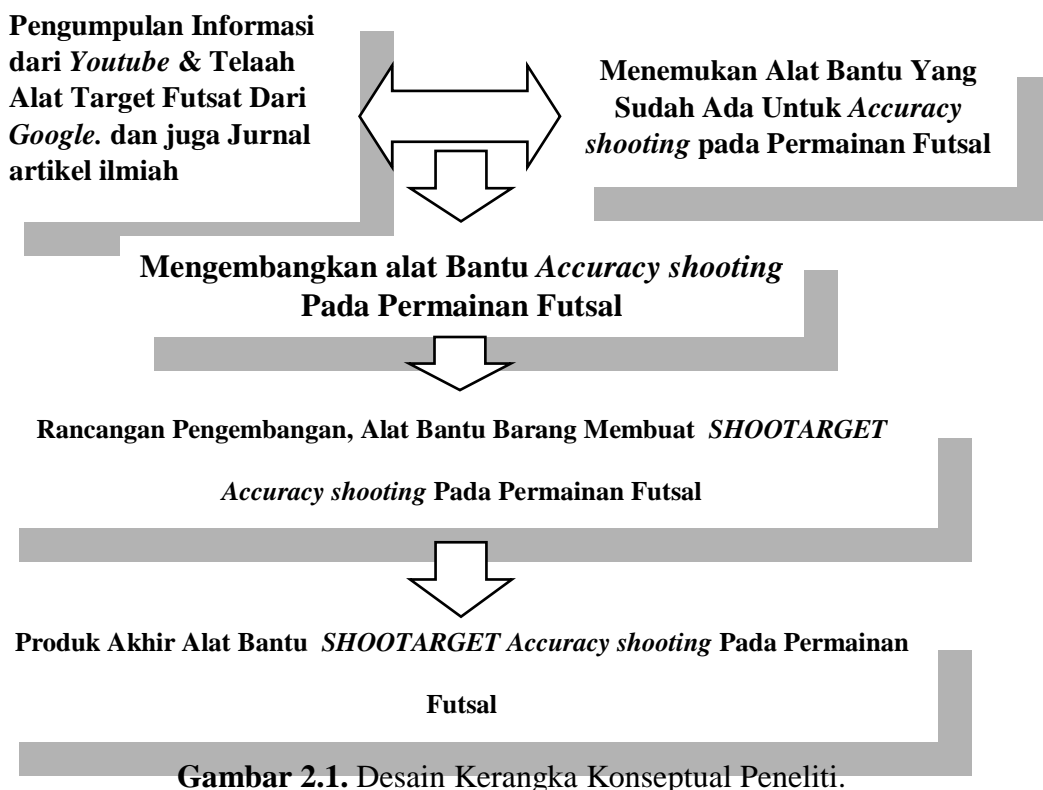 Pengumpulan Informasi
dari Youtube & Telaah
Alat Target Futsat Dari
Google. dan juga Jurnal
artikel ilmiah
Menemukan Alat Bantu Yang
Sudah Ada Untuk Accuracy
shooting pada Permainan Futsal
Mengembangkan alat Bantu Accuracy shooting
Pada Permainan Futsal
Rancangan Pengembangan, Alat Bantu Barang Membuat SHOOTARGET
Accuracy shooting Pada Permainan Futsal
Produk Akhir Alat Bantu SHOOTARGET Accuracy shooting Pada Permainan
Futsal
Gambar 2.1. Desain Kerangka Konseptual Peneliti.